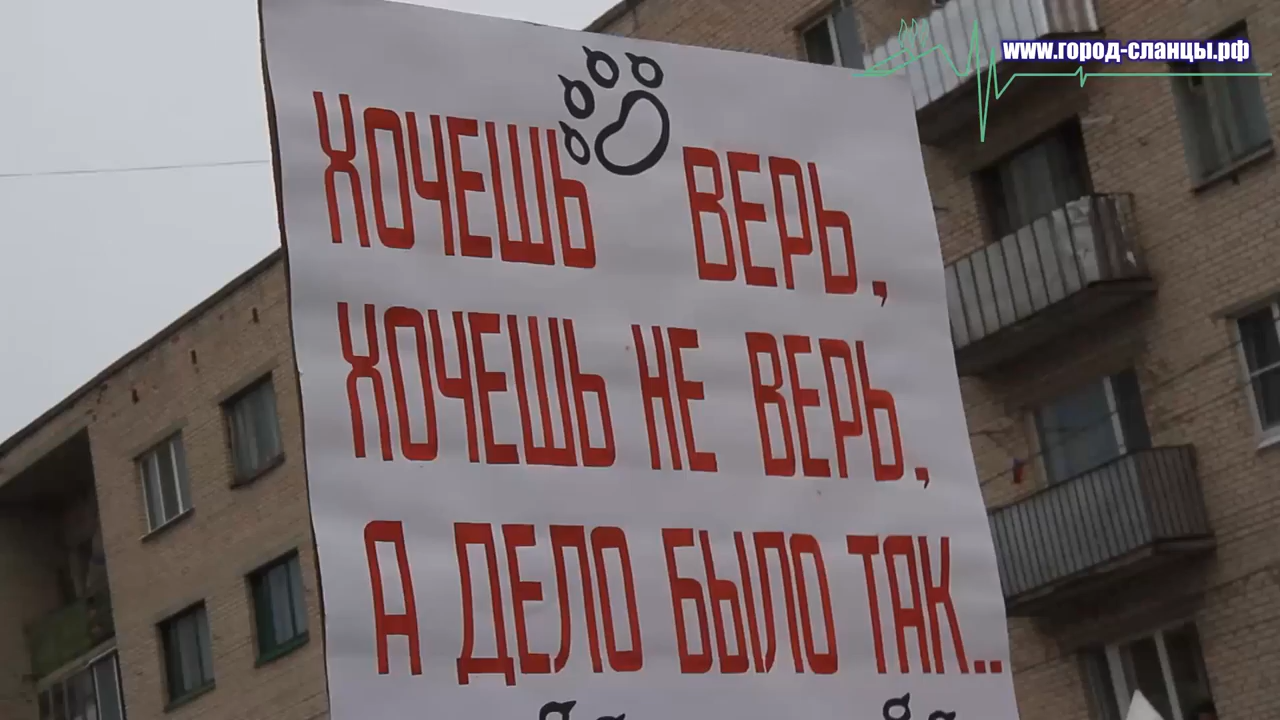 www.город-сланцы.рф
ХОЧЕШЬ ВЕРЬ,
ХОЧЕШЬ НЕ ВЕРЬ,
А ДЕЛО БЫЛО ТАК..